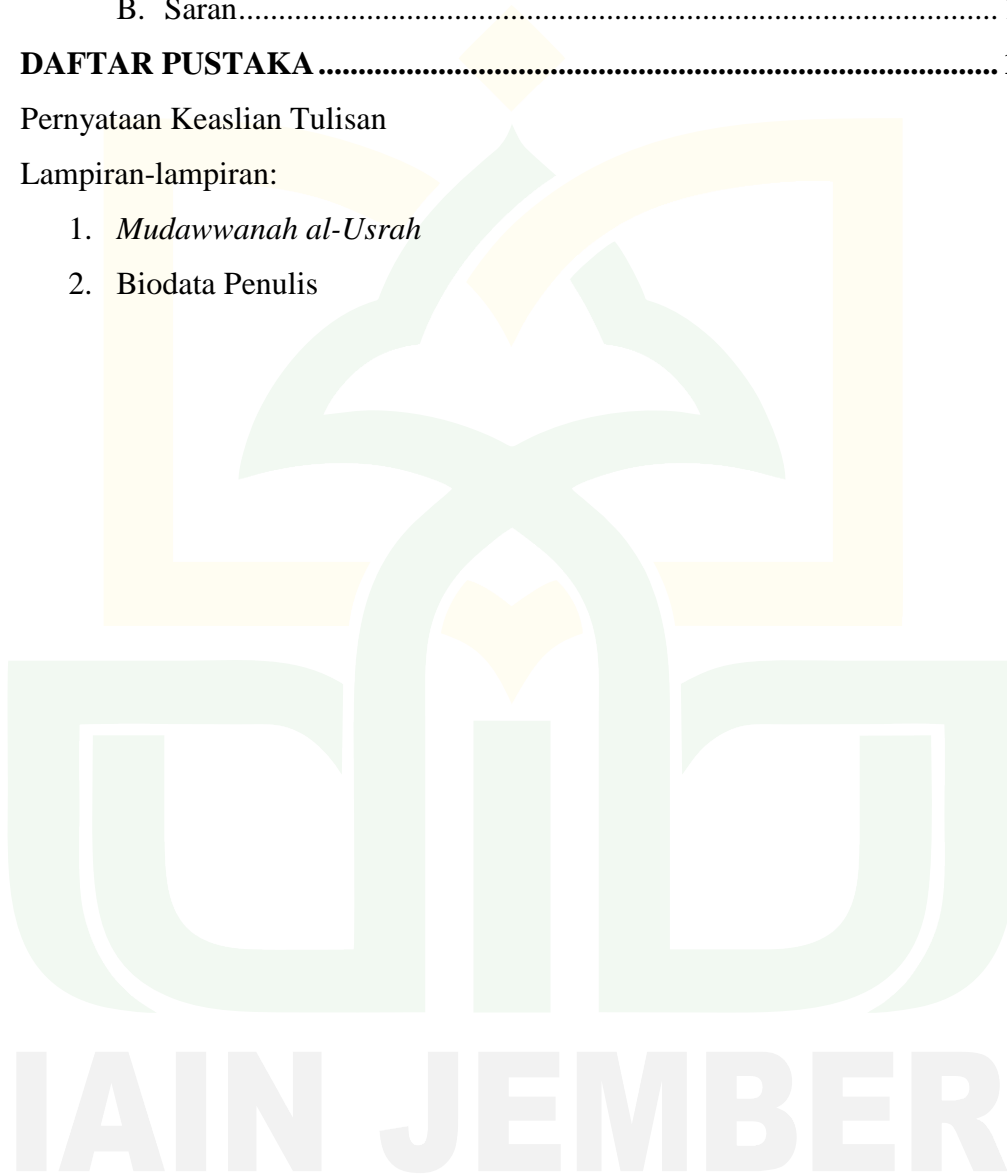 B. Saran....................................................................................................
DAFTAR PUSTAKA..........................................................................................
Pernyataan Keaslian Tulisan
Lampiran-lampiran:
1. Mudawwanah al-Usrah
2. Biodata Penulis
IAIN JEMBER